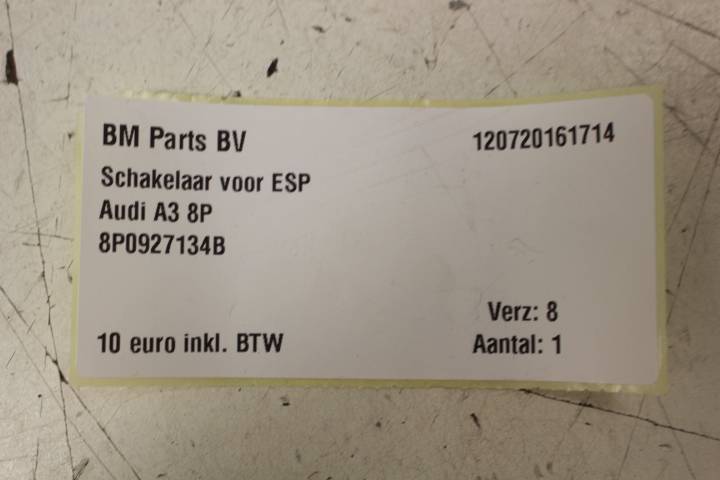 BM Parts BV
120720161714
Schakelaar voor ESP
Audi A3 8P
8P0927134B
Verz: 8
10 euro inkl. BTW
Aantal: 1